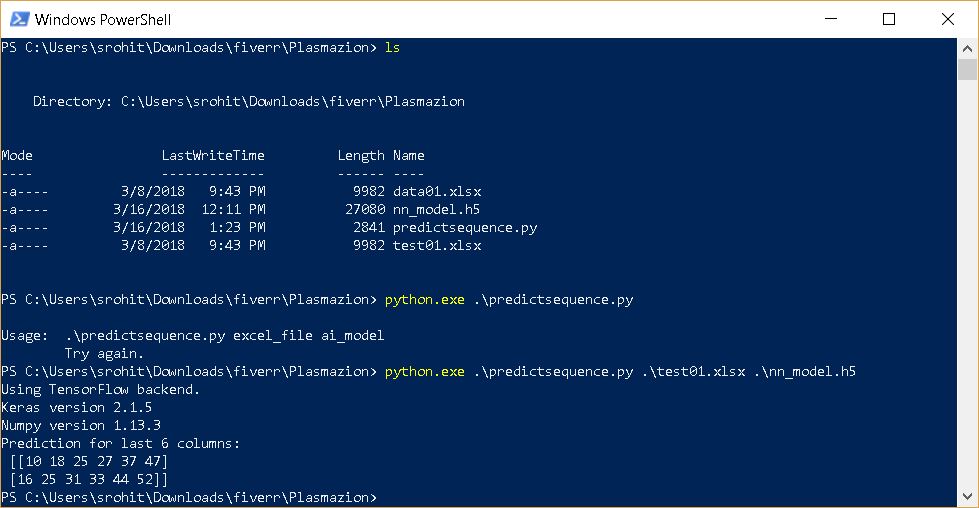 Windows PowerShell
PS C:\Users\srohit\Downloads\fiverr\Plasmazion> ls
Directory: C:\Users\srohit\Downloads\fiverr\Plasmazion
Mode LastWriteTime Length Name
---- ------------- ------ ----
-a---- 3/8/2018 9:43 PM 9982 data01.xlsx
-a---- 3/16/2018 12:11 PM 27080 nn_model.h5
-a---- 3/16/2018 1:23 PM 2841 predictsequence.py
-a---- 3/8/2018 9:43 PM 9982 test01.xlsx
PS C:\Users\srohit\Downloads\fiverr\Plasmazion> python.exe .\predictsequence.py
Usage: .\predictsequence.py excel_file ai_model
Try again.
PS C:\Users\srohit\Downloads\fiverr\Plasmazion> python.exe .\predictsequence.py .\test01.xlsx .\nn_model.h5
Using TensorFlow backend.
Keras version 2.1.5
Numpy version 1.13.3
Prediction for last 6 columns:
[[10 18 25 27 37 47]
[16 25 31 33 44 52]]
PS C:\Users\srohit\Downloads\fiverr\Plasmazion>